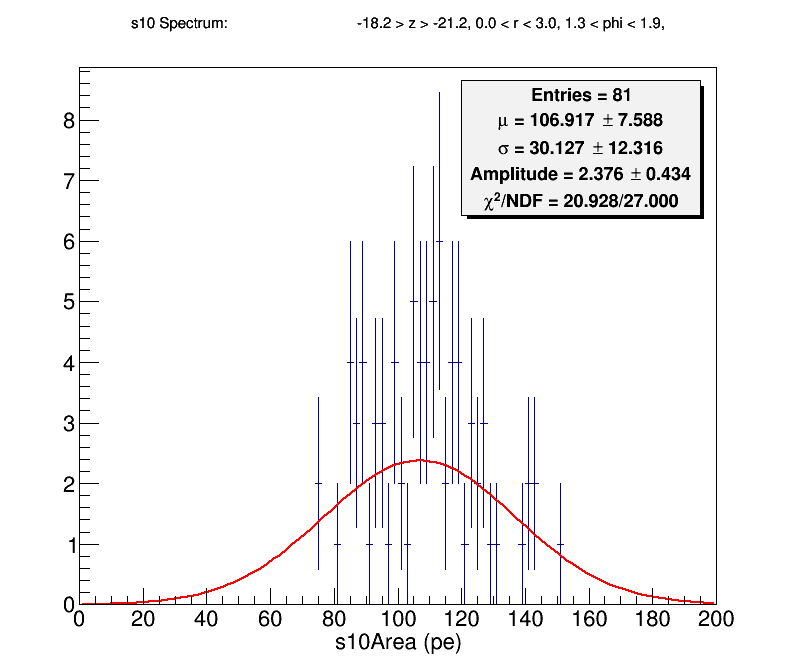 s10 Spectrum: -18.2 > z > -21.2, 0.0 < r < 3.0, 1.3 < phi < 1.9,
Entries = 81
μ = 106.917 ± 7.588
σ = 30.127 ± 12.316
Amplitude = 2.376 ± 0.434
χ²/NDF = 20.928/27.000
8
7
6
5
4
3
2
1
0
0 20 40 60 80 100 120 140 160 180 200
s10Area (pe)